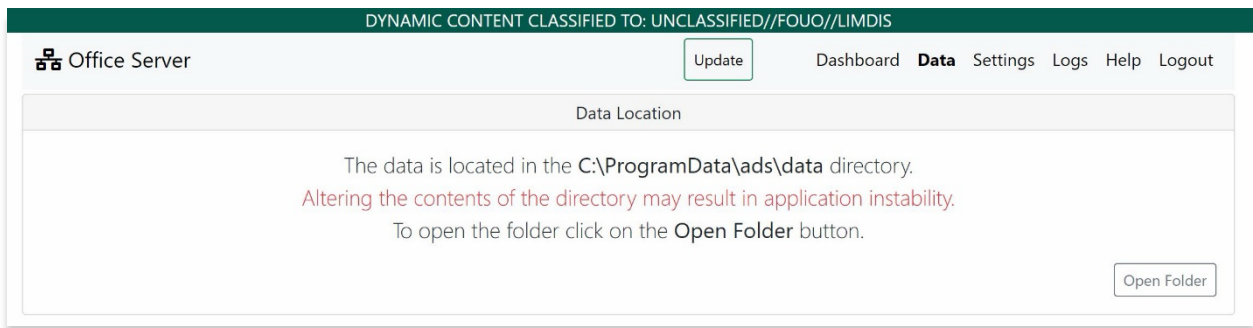 DYNAMIC CONTENT CLASSIFIED TO: UNCLASSIFIED//FOUO//LIMDIS
Office Server Update Dashboard Data Settings Logs Help Logout
Data Location
The data is located in the C:\ProgramData\ads\data directory.
Altering the contents of the directory may result in application instability.
To open the folder click on the Open Folder button.
Open Folder